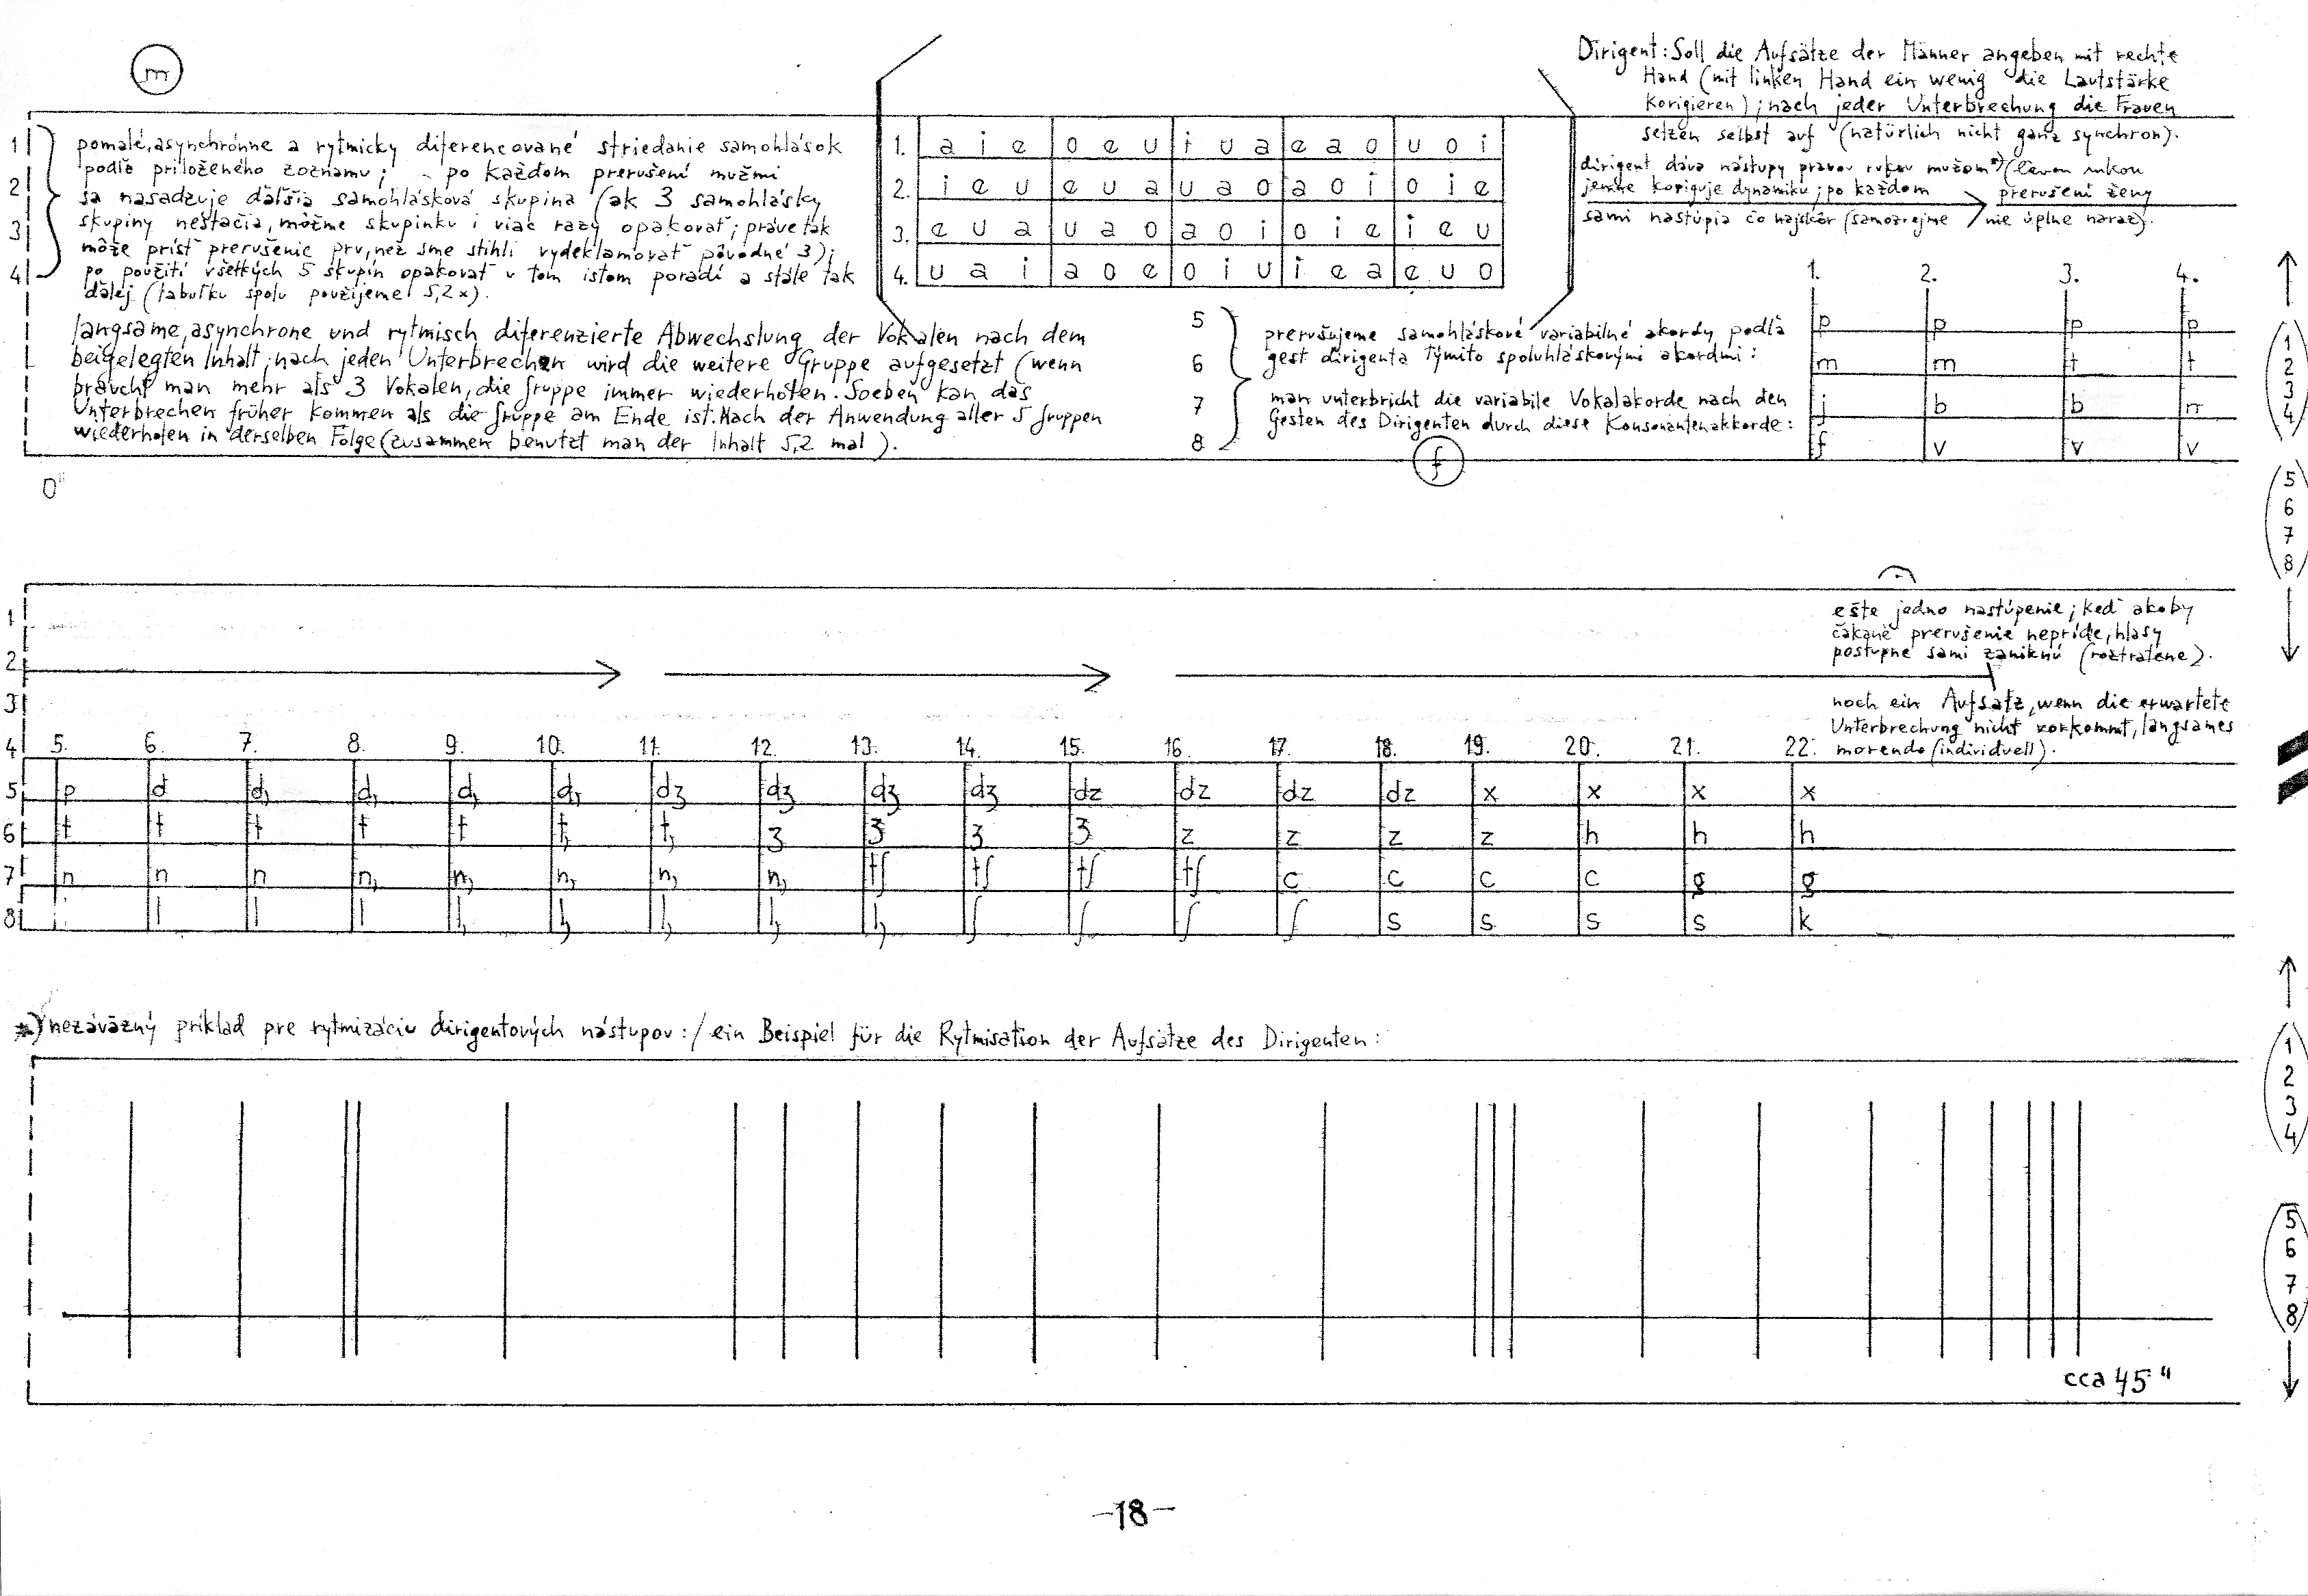 m
Dirigent: Soll die Aufsätze der Männer angeben mit rechte
Hand (mit linken Hand ein wenig die Lautstärke
korigieren); nach jeder Unterbrechung die Frauen
setzen selbst auf (natürlich nicht ganz synchron).
dirigent dáva nástupy pravou rukou mužom *) (ľavou rukou
jemne koriguje dynamiku; po každom prerušení ženy
sami nastúpia čo najskôr (samozrejme nie úplne naraz).
1
2
3
4
pomalé, asynchrónne a rytmicky diferencované striedanie samohlások
podľa priloženého zoznamu; po každom prerušení mužmi
sa nasadzuje ďalšia samohlásková skupina (ak 3 samohlásky
skupiny nestačia, môžme skupinku i viac razy opakovať; práve tak
môže prísť prerušenie prv, než sme stihli vydeklamovať pôvodné 3);
po použití všetkých 5 skupín opakovať v tom istom poradí a stále tak
ďalej (tabuľku spolu použijeme 5,2 x).
1. a i e o e u i u a e a o u o i
2. i e u e u a u a o a o i o i e
3. e u a u a o a o i o i e i e u
4. u a i a o e o i u i e a e u o
langsame, asynchrone und rytmisch diferenzierte Abwechslung der Vokalen nach dem
beigelegten Inhalt; nach jeden Unterbrechen wird die weitere Gruppe aufgesetzt (wenn
braucht man mehr als 3 Vokalen, die Gruppe immer wiederholen. Soeben kan das
Unterbrechen früher kommen als die Gruppe am Ende ist. Nach der Anwendung aller 5 Gruppen
wiederholen in derselben Folge (zusammen benutzt man der Inhalt 5,2 mal).
5
6
7
8
prerušujeme samohláskové variabilné akordy podľa
gest dirigenta týmito spoluhláskovými akordmi:
man unterbricht die variabile Vokalakorde nach den
Gesten des Dirigenten durch diese Konsonantenakkorde:
f
1. 2. 3. 4.
p p p p
m m t t
j b b n
f v v v
0"
1
2
3
4
5
6
7
8
ešte jedno nastúpenie; keď akoby
čakané prerušenie nepríde, hlasy
postupne sami zaniknú (roztratene).
noch ein Aufsatz, wenn die erwartete
Unterbrechung nicht vorkommt, langsames
morendo (individuell).
1
2
3
4
5. 6. 7. 8. 9. 10. 11. 12. 13. 14. 15. 16. 17. 18. 19. 20. 21. 22.
5 p d d, d, d, d, dʒ dʒ dʒ dʒ dz dz dz dz x x x x
6 t t t t t t, t, ʒ ʒ ʒ ʒ z z z z h h h
7 n n n n, n, n, n, n, tʃ tʃ tʃ tʃ c c c c g g
8 l l l l, l, l, l, l, ʃ ʃ ʃ ʃ s s s s k
*) nezáväzný príklad pre rytmizáciu dirigentových nástupov: / ein Beispiel für die Rytmisation der Aufsätze des Dirigenten:
1
2
3
4
5
6
7
8
cca 45"
-18-